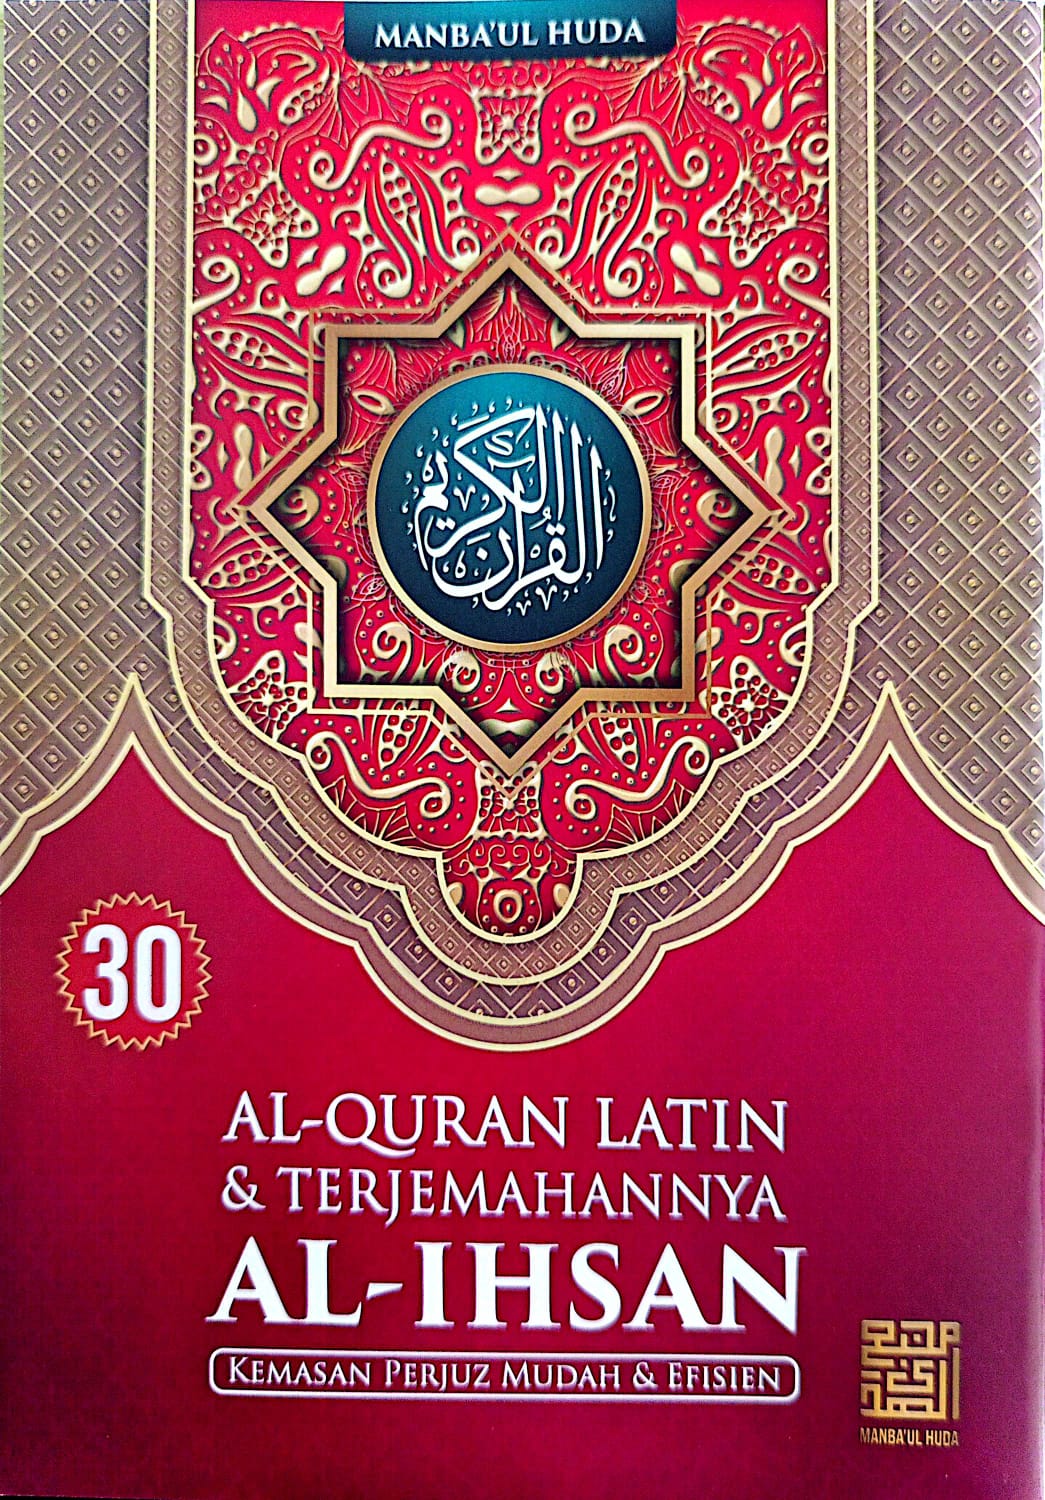 MANBA'UL HUDA
القرآن الكريم
30
AL-QURAN LATIN
& TERJEMAHANNYA
AL-IHSAN
KEMASAN PERJUZ MUDAH & EFISIEN
MANBA'UL HUDA